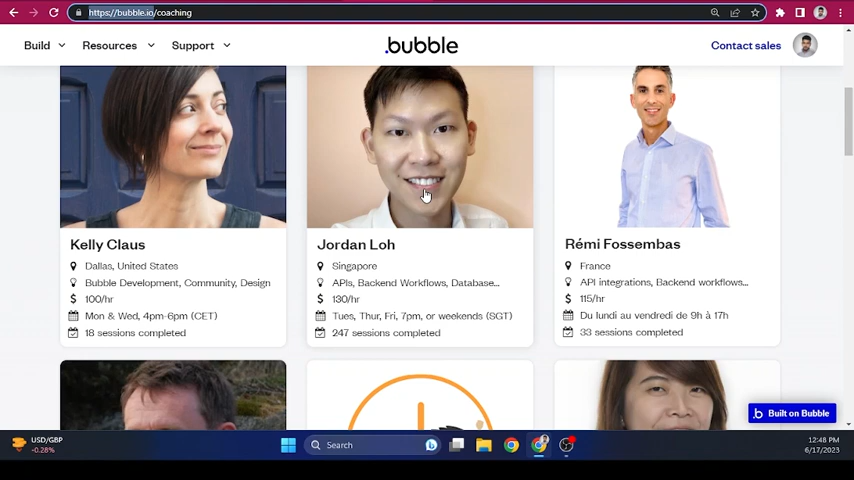 https://bubble.io/coaching
Build Resources Support .bubble Contact sales
Kelly Claus
Dallas, United States
Bubble Development, Community, Design
100/hr
Mon & Wed, 4pm-6pm (CET)
18 sessions completed
Jordan Loh
Singapore
APIs, Backend Workflows, Database...
130/hr
Tues, Thur, Fri, 7pm, or weekends (SGT)
247 sessions completed
Rémi Fossembas
France
API integrations, Backend workflows...
115/hr
Du lundi au vendredi de 9h à 17h
33 sessions completed
b Built on Bubble
USD/GBP
-0.28%
Search
12:48 PM
6/17/2023